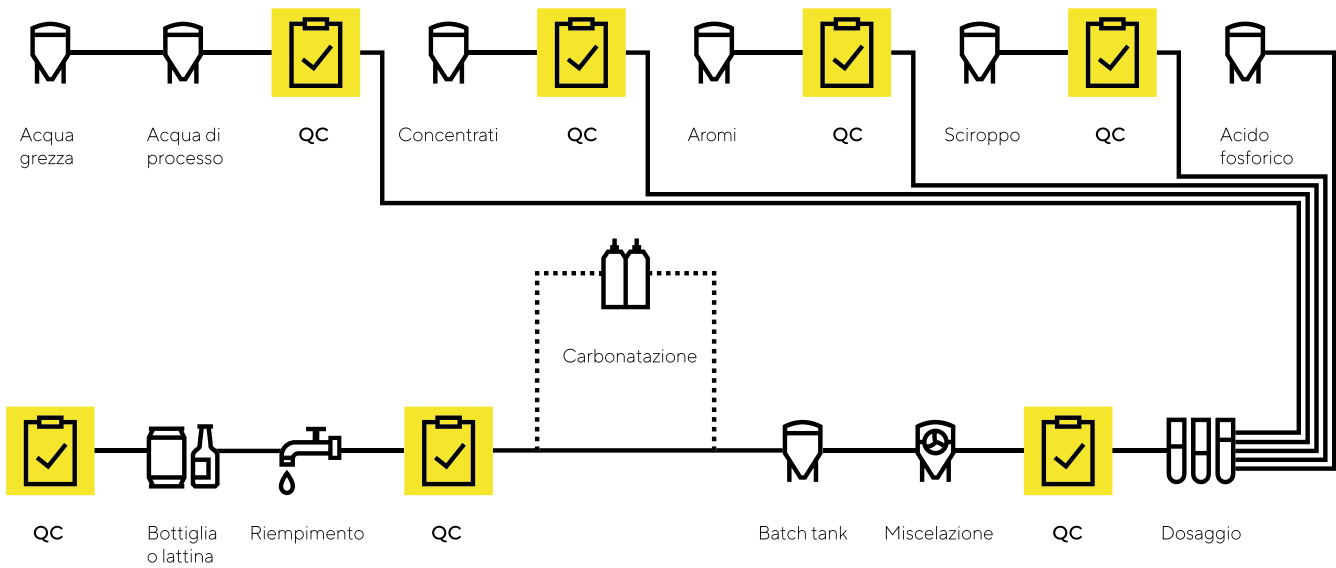 Acqua
grezza
Acqua di
processo
QC
Concentrati
QC
Aromi
QC
Sciroppo
QC
Acido
fosforico
Carbonatazione
QC
Bottiglia
o lattina
Riempimento
QC
Batch tank
Miscelazione
QC
Dosaggio